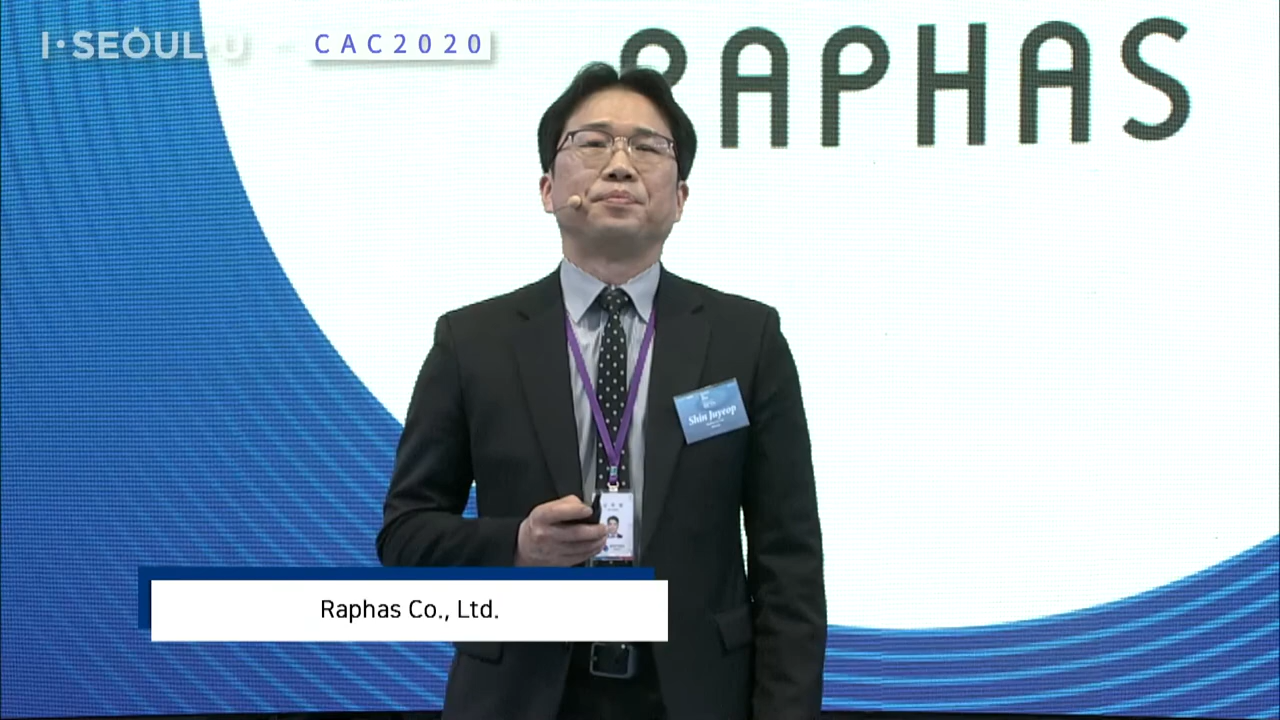 I·SEOUL·U
CAC2020
RAPHAS
Shin Juyeop
Raphas Co., Ltd.